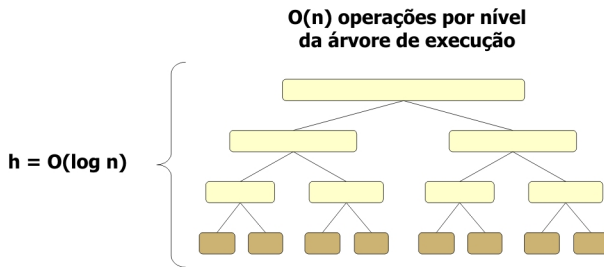 O(n) operações por nível
da árvore de execução
h = O(log n)